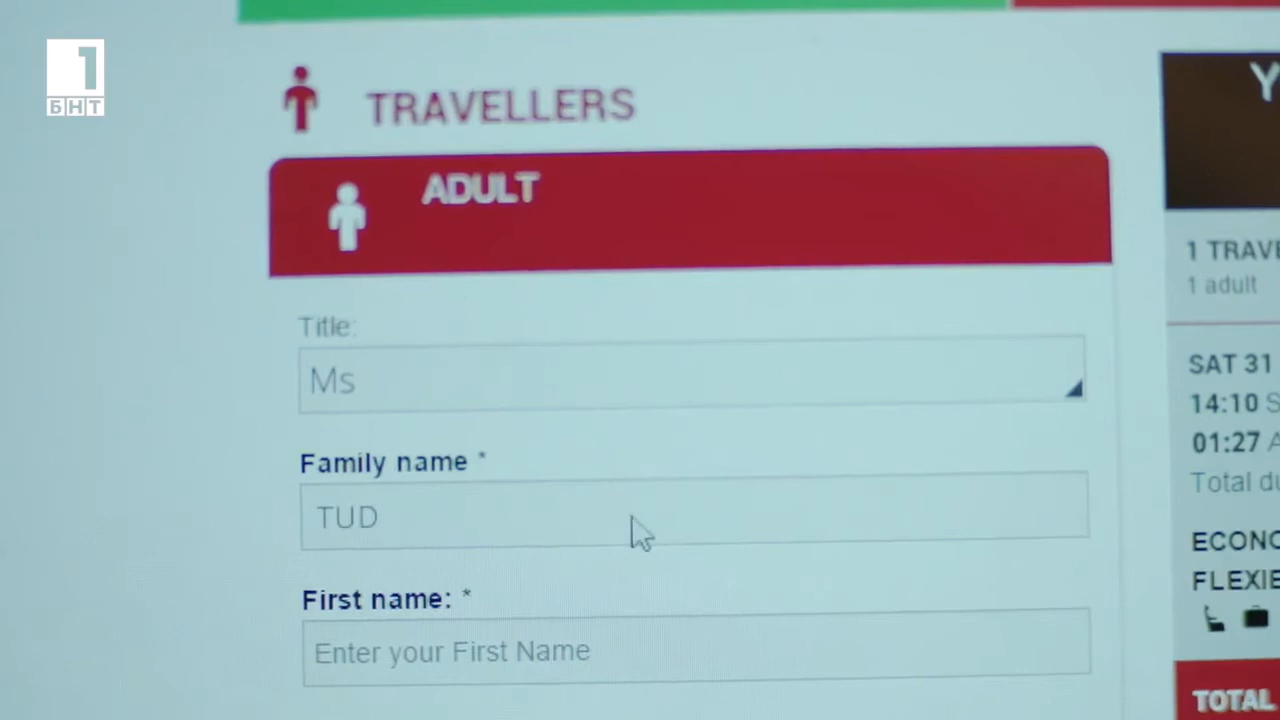 1
БНТ
TRAVELLERS
ADULT
Title:
Ms
Family name *
TUD
First name: *
Enter your First Name
Y
1 TRAVE
1 adult
SAT 31
14:10 S
01:27 A
Total du
ECONO
FLEXIB
TOTAL